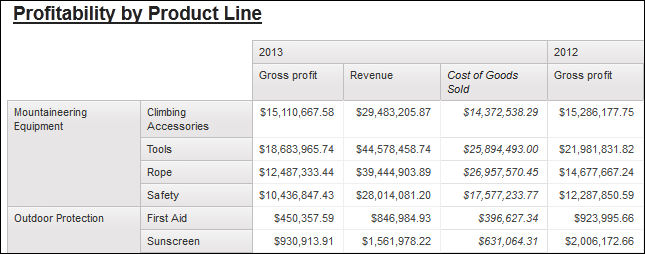 Profitability by Product Line
2013 2012
Gross profit Revenue Cost of Goods Sold Gross profit
Mountaineering Equipment Climbing Accessories $15,110,667.58 $29,483,205.87 $14,372,538.29 $15,286,177.75
Tools $18,683,965.74 $44,578,458.74 $25,894,493.00 $21,981,831.82
Rope $12,487,333.44 $39,444,903.89 $26,957,570.45 $14,677,667.24
Safety $10,436,847.43 $28,014,081.20 $17,577,233.77 $12,287,850.59
Outdoor Protection First Aid $450,357.59 $846,984.93 $396,627.34 $923,995.66
Sunscreen $930,913.91 $1,561,978.22 $631,064.31 $2,006,172.66